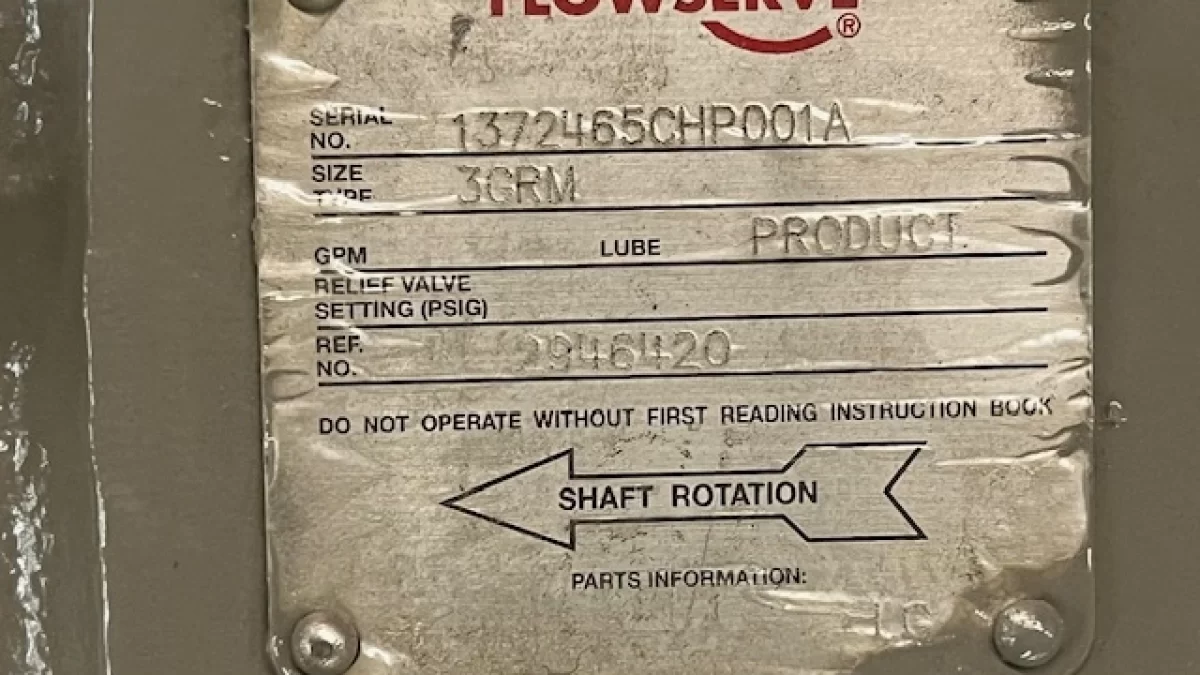 FLOWSERVE®
SERIAL NO. 1372465CHP001A
SIZE TYPE 3GRM
GPM LUBE PRODUCT
RELIEF VALVE SETTING (PSIG)
REF. NO. 2946420
DO NOT OPERATE WITHOUT FIRST READING INSTRUCTION BOOK
SHAFT ROTATION
PARTS INFORMATION: